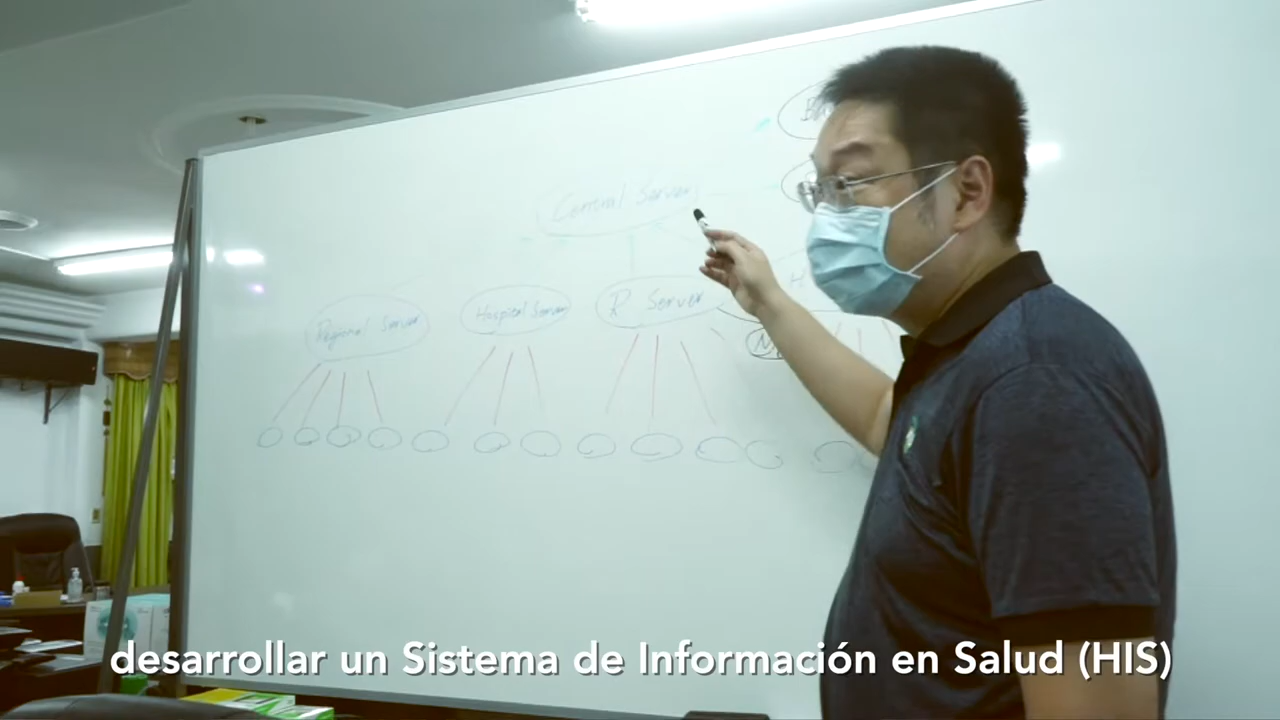 Central Server
Regional Server
Hospital Server
R Server
desarrollar un Sistema de Información en Salud (HIS)